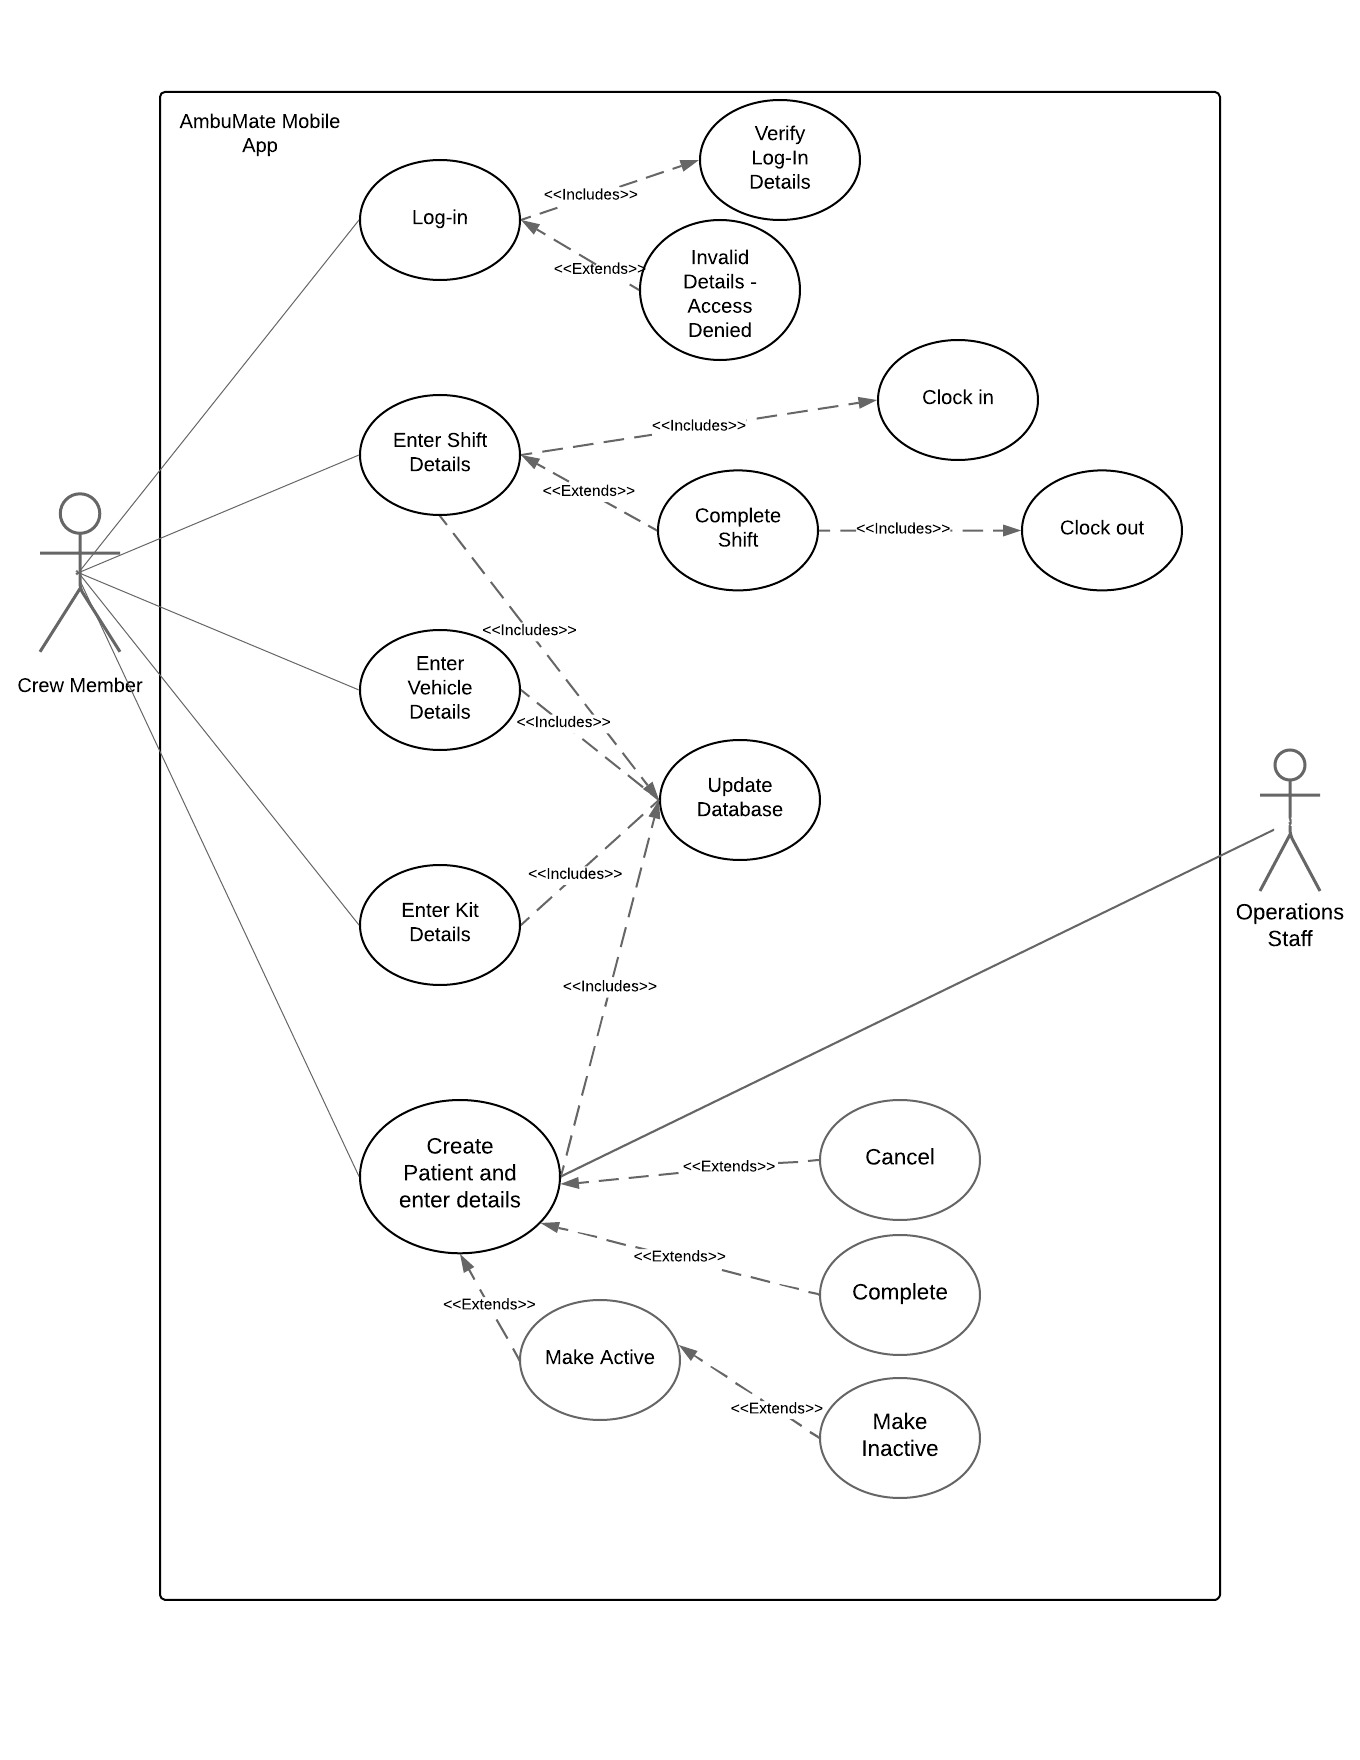 AmbuMate Mobile
App
Verify
Log-In
Details
<<Includes>>
Log-in
<<Extends>>
Invalid
Details -
Access
Denied
Clock in
<<Includes>>
Enter Shift
Details
<<Extends>>
Complete
Shift
<<Includes>>
Clock out
<<Includes>>
Enter
Vehicle
Details
<<Includes>>
Crew Member
Update
Database
<<Includes>>
Enter Kit
Details
Operations
Staff
<<Includes>>
Create
Patient and
enter details
<<Extends>>
Cancel
<<Extends>>
Complete
<<Extends>>
Make Active
<<Extends>>
Make
Inactive